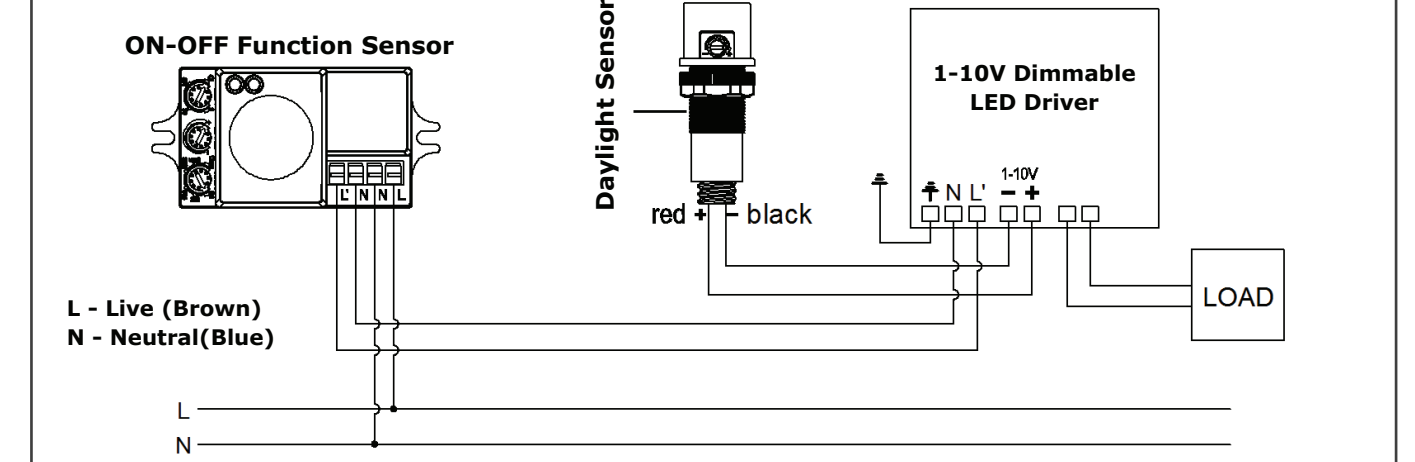 ON-OFF Function Sensor
L' N N L
Daylight Sensor
red + - black
1-10V Dimmable
LED Driver
1-10V
N L' - +
LOAD
L - Live (Brown)
N - Neutral(Blue)
L
N